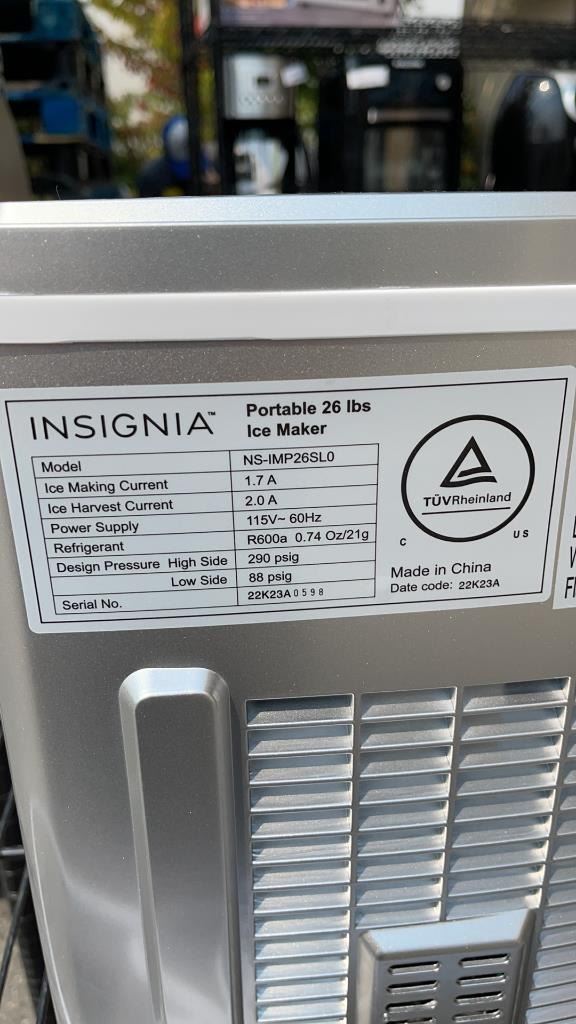 INSIGNIA™
Portable 26 lbs
Ice Maker
Model NS-IMP26SL0
Ice Making Current 1.7 A
Ice Harvest Current 2.0 A
Power Supply 115V~ 60Hz
Refrigerant R600a 0.74 Oz/21g
Design Pressure High Side 290 psig
Low Side 88 psig
Serial No. 22K23A0598
TÜVRheinland
C US
Made in China
Date code: 22K23A